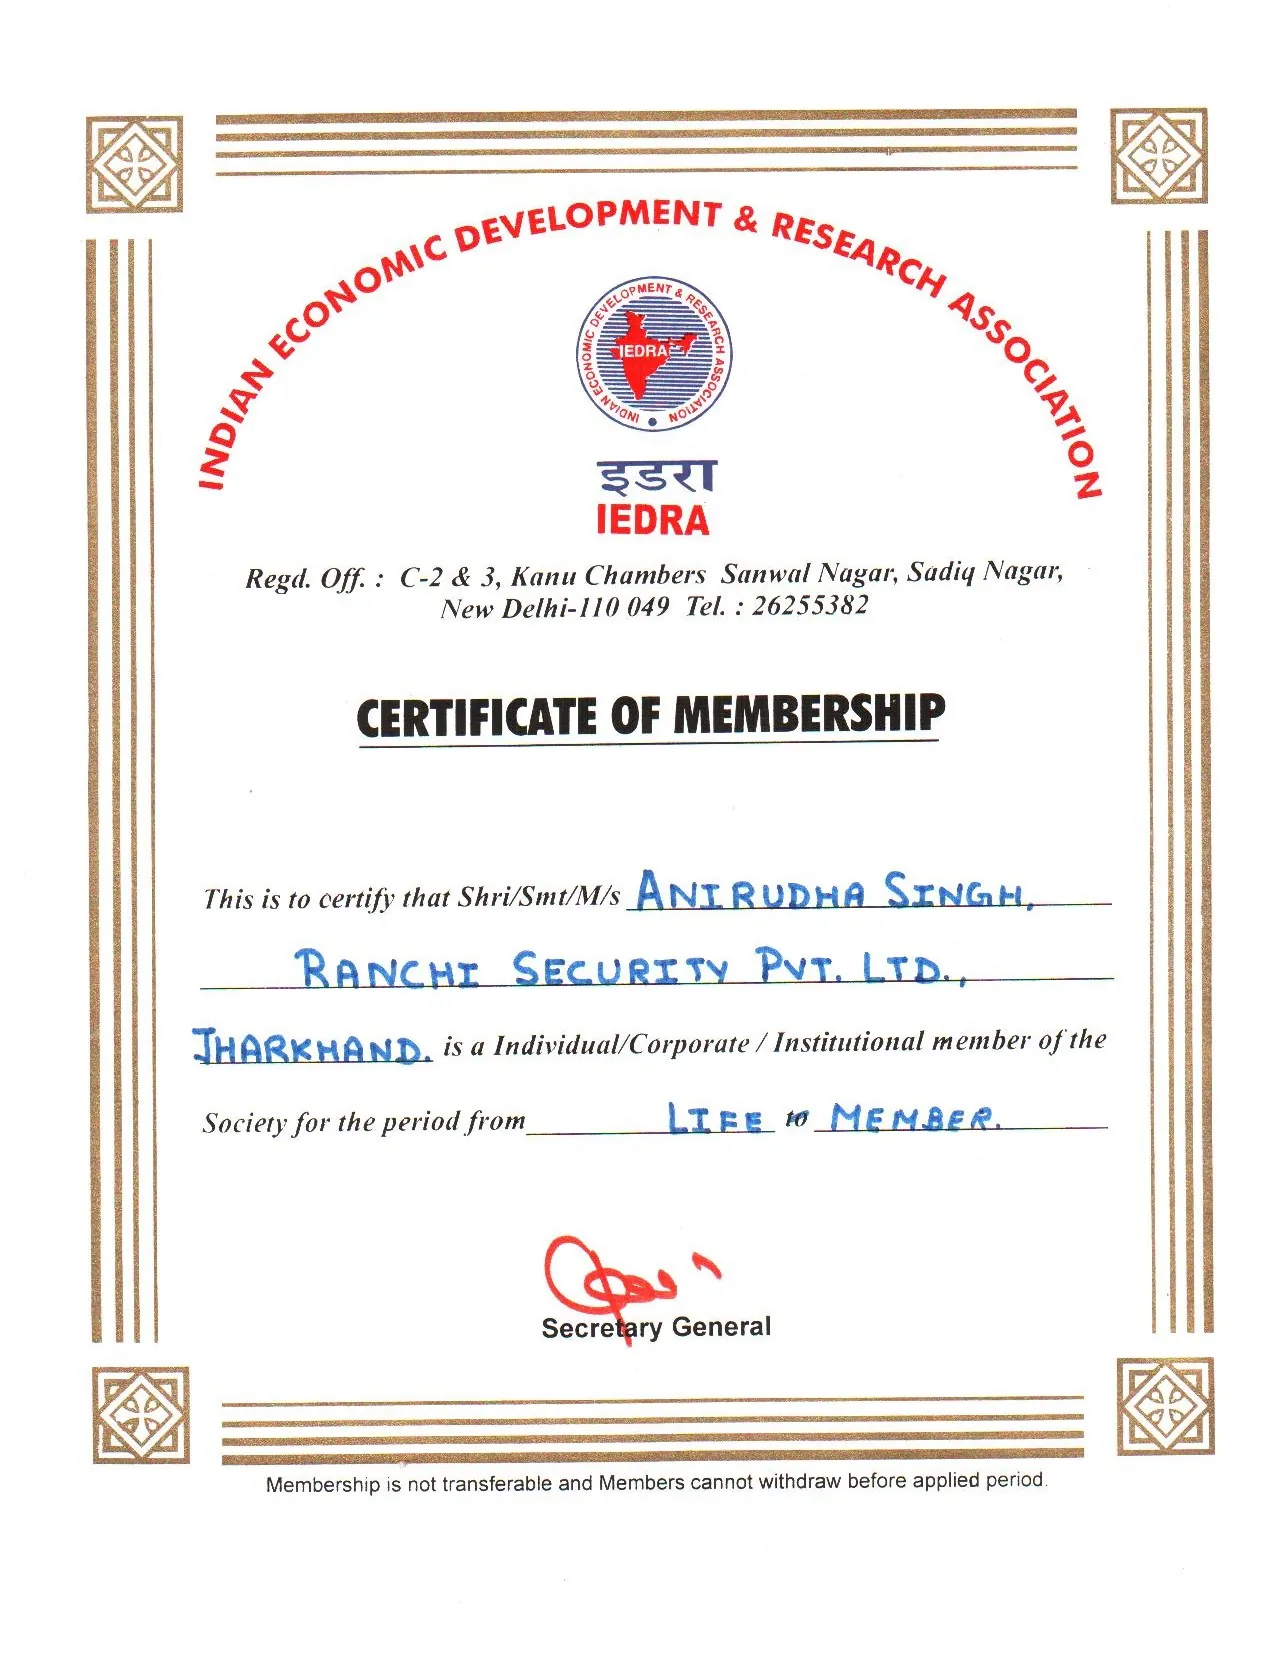 INDIAN ECONOMIC DEVELOPMENT & RESEARCH ASSOCIATION
INDIAN ECONOMIC DEVELOPMENT & RESEARCH ASSOCIATION
IEDRA
इडरा
IEDRA
Regd. Off. : C-2 & 3, Kanu Chambers Sanwal Nagar, Sadiq Nagar,
New Delhi-110 049 Tel. : 26255382
CERTIFICATE OF MEMBERSHIP
This is to certify that Shri/Smt/M/s ANIRUDHA SINGH,
RANCHI SECURITY PVT. LTD.,
JHARKHAND. is a Individual/Corporate / Institutional member of the
Society for the period from LIFE to MEMBER.
Secretary General
Membership is not transferable and Members cannot withdraw before applied period.